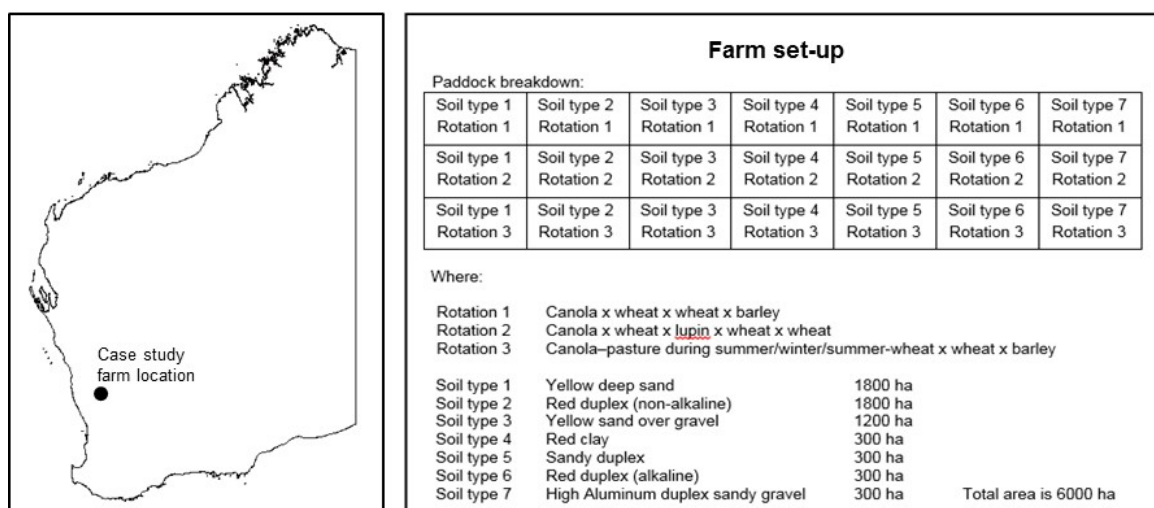 Case study
farm location
Farm set-up
Paddock breakdown:
Soil type 1 Soil type 2 Soil type 3 Soil type 4 Soil type 5 Soil type 6 Soil type 7
Rotation 1 Rotation 1 Rotation 1 Rotation 1 Rotation 1 Rotation 1 Rotation 1
Soil type 1 Soil type 2 Soil type 3 Soil type 4 Soil type 5 Soil type 6 Soil type 7
Rotation 2 Rotation 2 Rotation 2 Rotation 2 Rotation 2 Rotation 2 Rotation 2
Soil type 1 Soil type 2 Soil type 3 Soil type 4 Soil type 5 Soil type 6 Soil type 7
Rotation 3 Rotation 3 Rotation 3 Rotation 3 Rotation 3 Rotation 3 Rotation 3
Where:
Rotation 1 Canola x wheat x wheat x barley
Rotation 2 Canola x wheat x lupin x wheat x wheat
Rotation 3 Canola–pasture during summer/winter/summer-wheat x wheat x barley
Soil type 1 Yellow deep sand 1800 ha
Soil type 2 Red duplex (non-alkaline) 1800 ha
Soil type 3 Yellow sand over gravel 1200 ha
Soil type 4 Red clay 300 ha
Soil type 5 Sandy duplex 300 ha
Soil type 6 Red duplex (alkaline) 300 ha
Soil type 7 High Aluminum duplex sandy gravel 300 ha Total area is 6000 ha